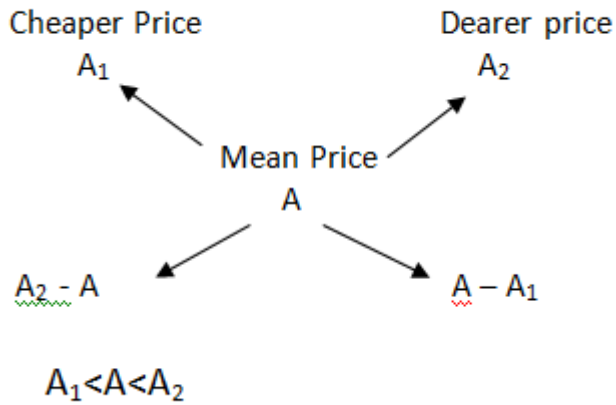 Cheaper Price Dearer price
A₁ A₂
Mean Price
A
A₂ - A A – A₁
A₁<A<A₂